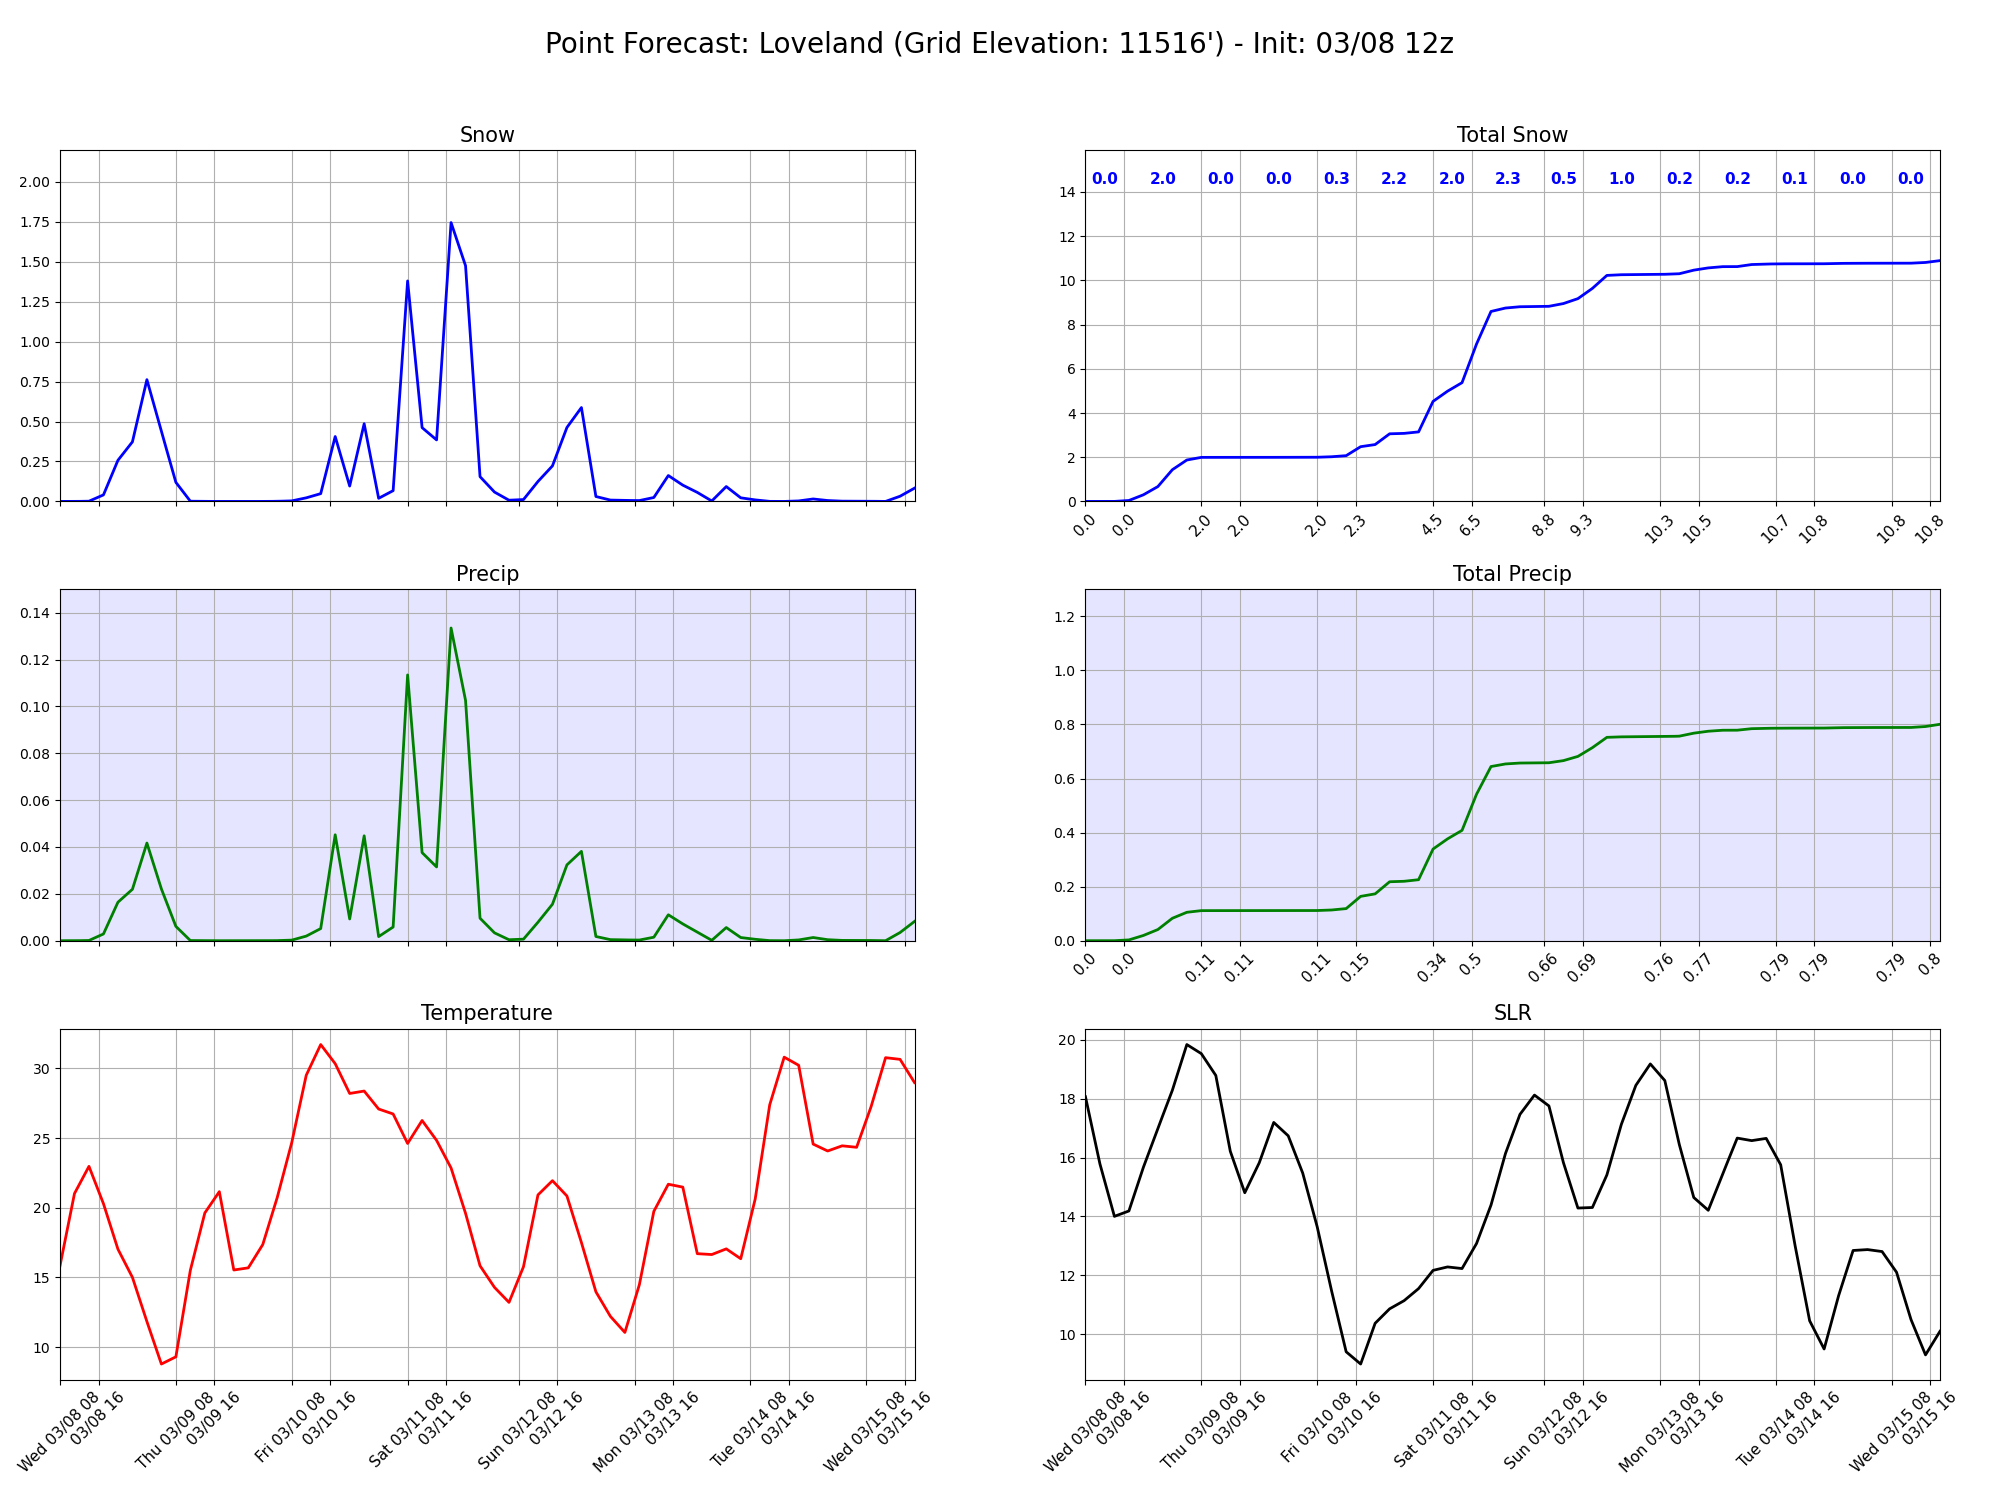 Point Forecast: Loveland (Grid Elevation: 11516') - Init: 03/08 12z
Snow
2.00
1.75
1.50
1.25
1.00
0.75
0.50
0.25
0.00
Total Snow
0.0 2.0 0.0 0.0 0.3 2.2 2.0 2.3 0.5 1.0 0.2 0.2 0.1 0.0 0.0
14
12
10
8
6
4
2
0
0.0 0.0 2.0 2.0 2.0 2.3 4.5 6.5 8.8 9.3 10.3 10.5 10.7 10.8 10.8 10.8
Precip
0.14
0.12
0.10
0.08
0.06
0.04
0.02
0.00
Total Precip
1.2
1.0
0.8
0.6
0.4
0.2
0.0
0.0 0.0 0.11 0.11 0.11 0.15 0.34 0.5 0.66 0.69 0.76 0.77 0.79 0.79 0.79 0.8
Temperature
30
25
20
15
10
Wed 03/08 08
03/08 16
Thu 03/09 08
03/09 16
Fri 03/10 08
03/10 16
Sat 03/11 08
03/11 16
Sun 03/12 08
03/12 16
Mon 03/13 08
03/13 16
Tue 03/14 08
03/14 16
Wed 03/15 08
03/15 16
SLR
20
18
16
14
12
10
Wed 03/08 08
03/08 16
Thu 03/09 08
03/09 16
Fri 03/10 08
03/10 16
Sat 03/11 08
03/11 16
Sun 03/12 08
03/12 16
Mon 03/13 08
03/13 16
Tue 03/14 08
03/14 16
Wed 03/15 08
03/15 16